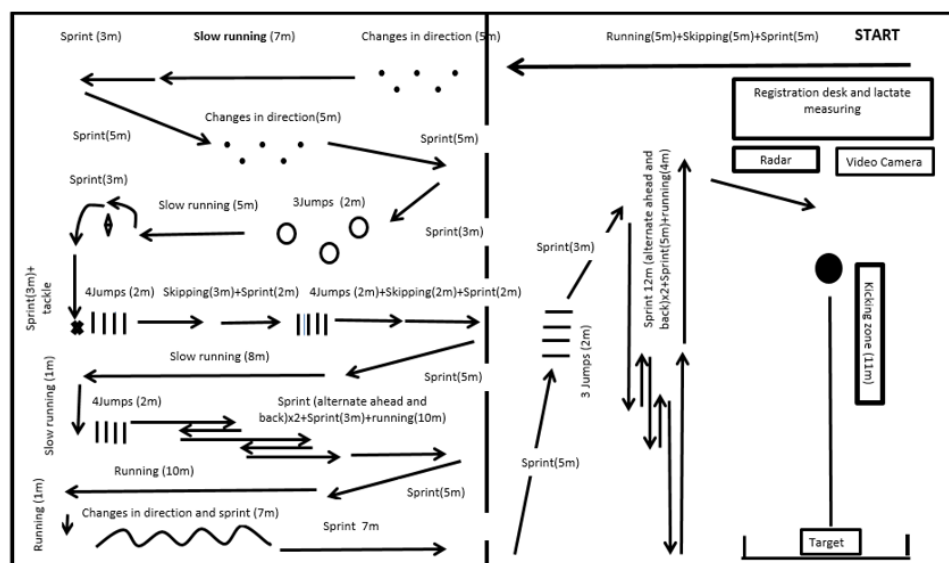 Sprint (3m)
Slow running (7m)
Changes in direction (5m)
Running(5m)+Skipping(5m)+Sprint(5m)
START
Registration desk and lactate
measuring
Radar
Video Camera
Changes in direction(5m)
Sprint(5m)
Sprint(5m)
Sprint(3m)
Slow running (5m)
3Jumps (2m)
Sprint(3m)
Sprint(3m)+
tackle
4Jumps (2m)
Skipping(3m)+Sprint(2m)
4Jumps (2m)+Skipping(2m)+Sprint(2m)
Slow running (8m)
Sprint(5m)
Slow running (1m)
4Jumps (2m)
Sprint (alternate ahead and
back)x2+Sprint(3m)+running(10m)
Running (10m)
Sprint(5m)
Running (1m)
Changes in direction and sprint (7m)
Sprint 7m
Sprint(5m)
3 Jumps (2m)
Sprint(3m)
Sprint 12m (alternate ahead and
back)x2+Sprint(5m)+running(4m)
Kicking zone (11m)
Target